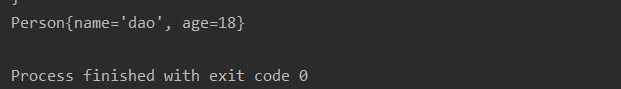 }
Person{name='dao', age=18}
Process finished with exit code 0